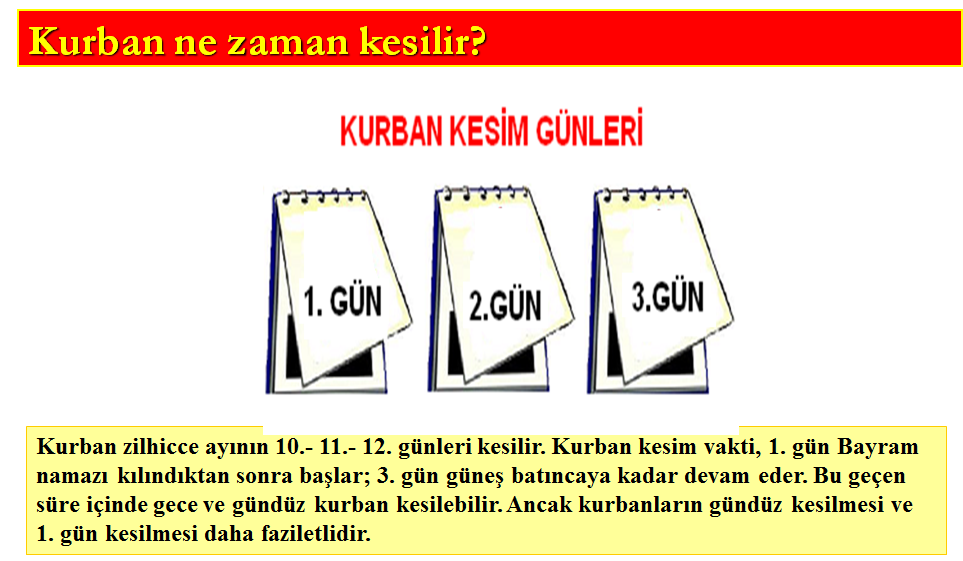 Kurban ne zaman kesilir?
KURBAN KESİM GÜNLERİ
1. GÜN
2.GÜN
3.GÜN
Kurban zilhicce ayının 10.- 11.- 12. günleri kesilir. Kurban kesim vakti, 1. gün Bayram
namazı kılındıktan sonra başlar; 3. gün güneş batıncaya kadar devam eder. Bu geçen
süre içinde gece ve gündüz kurban kesilebilir. Ancak kurbanların gündüz kesilmesi ve
1. gün kesilmesi daha faziletlidir.